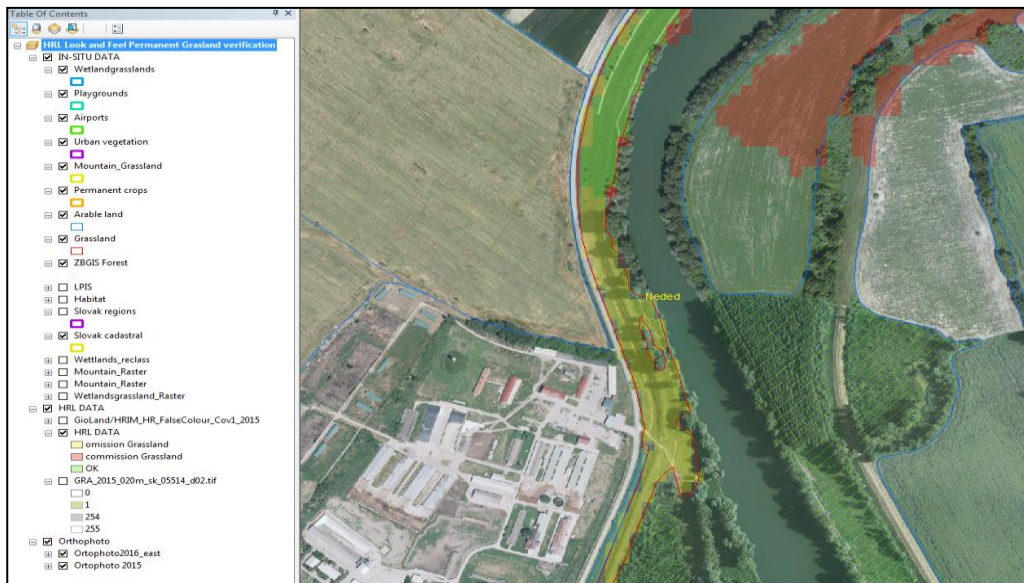 Table Of Contents
HRL Look and Feel Permanent Grasland verification
IN-SITU DATA
Wetlandgrasslands
Playgrounds
Airports
Urban vegetation
Mountain_Grassland
Permanent crops
Arable land
Grassland
ZBGIS Forest
LPIS
Habitat
Slovak regions
Slovak cadastral
Wettlands_reclass
Mountain_Raster
Mountain_Raster
Wetlandsgrassland_Raster
HRL DATA
GioLand/HRIM_HR_FalseColour_Cov1_2015
HRL DATA
omission Grassland
commission Grassland
OK
GRA_2015_020m_sk_05514_d02.tif
0
1
254
255
Orthophoto
Ortophoto2016_east
Ortophoto 2015
Neded